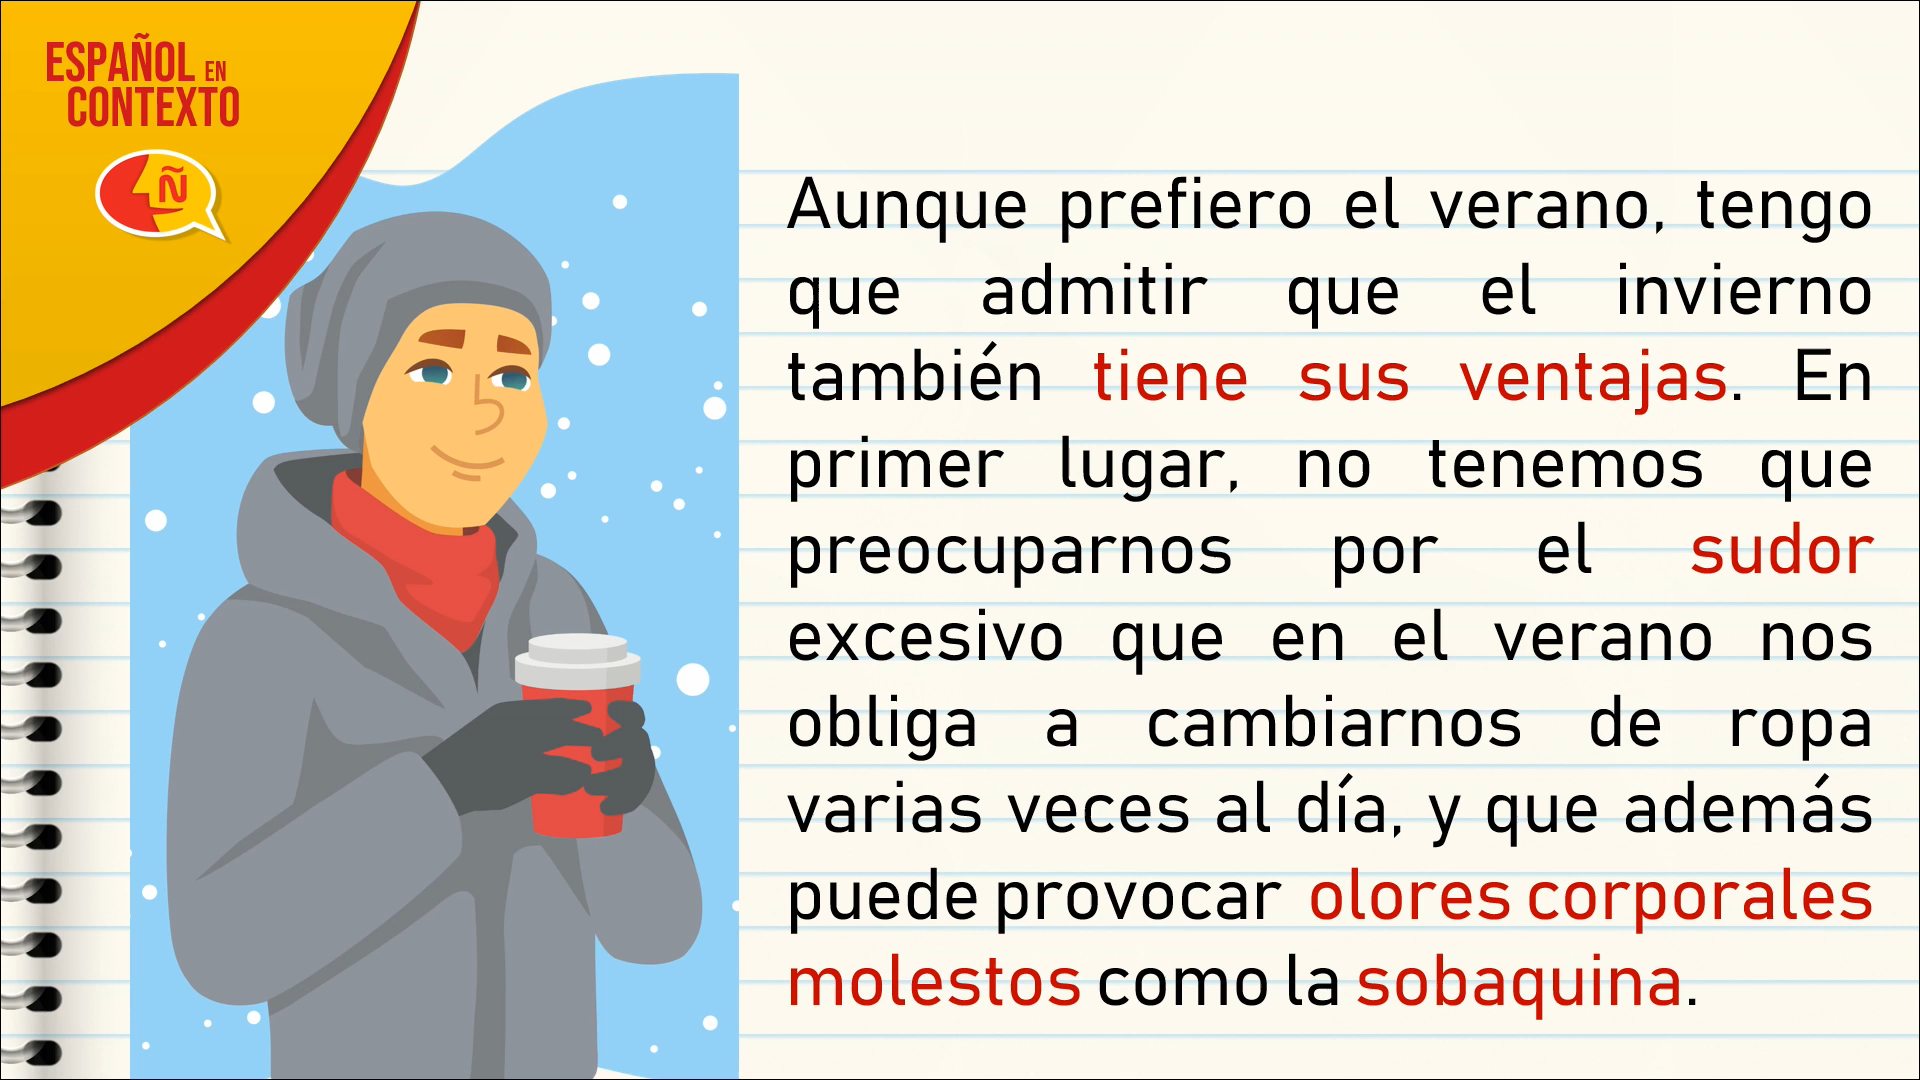 ESPAÑOL EN
CONTEXTO
Ñ
Aunque prefiero el verano, tengo
que admitir que el invierno
también tiene sus ventajas. En
primer lugar, no tenemos que
preocuparnos por el sudor
excesivo que en el verano nos
obliga a cambiarnos de ropa
varias veces al día, y que además
puede provocar olores corporales
molestos como la sobaquina.